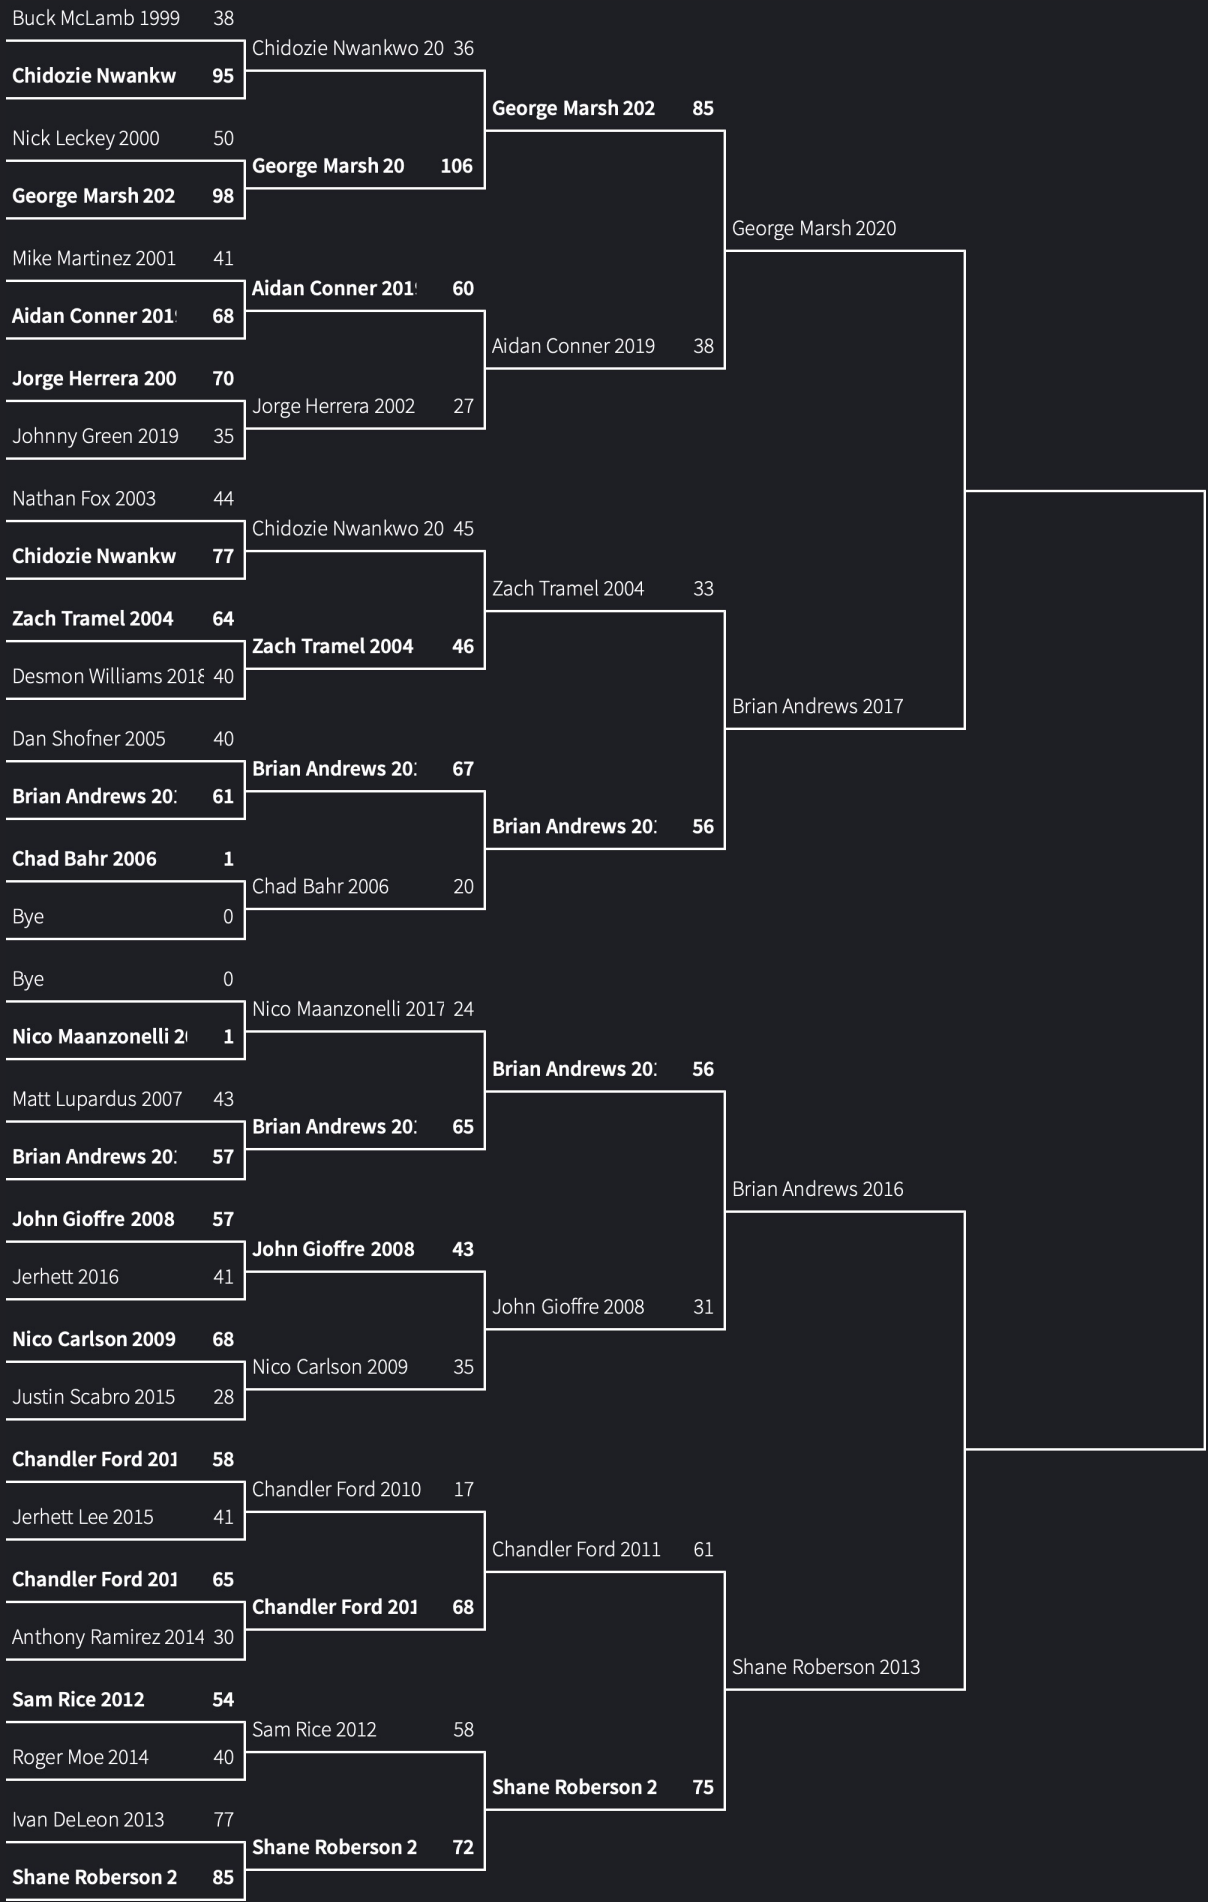 Buck McLamb 1999 38
Chidozie Nwankw 95
Nick Leckey 2000 50
George Marsh 202 98
Mike Martinez 2001 41
Aidan Conner 201 68
Jorge Herrera 200 70
Johnny Green 2019 35
Nathan Fox 2003 44
Chidozie Nwankw 77
Zach Tramel 2004 64
Desmon Williams 2018 40
Dan Shofner 2005 40
Brian Andrews 20 61
Chad Bahr 2006 1
Bye 0
Bye 0
Nico Maanzonelli 2 1
Matt Lupardus 2007 43
Brian Andrews 20 57
John Gioffre 2008 57
Jerhett 2016 41
Nico Carlson 2009 68
Justin Scabro 2015 28
Chandler Ford 201 58
Jerhett Lee 2015 41
Chandler Ford 201 65
Anthony Ramirez 2014 30
Sam Rice 2012 54
Roger Moe 2014 40
Ivan DeLeon 2013 77
Shane Roberson 2 85
Chidozie Nwankwo 20 36
George Marsh 20 106
Aidan Conner 201 60
Jorge Herrera 2002 27
Chidozie Nwankwo 20 45
Zach Tramel 2004 46
Brian Andrews 20 67
Chad Bahr 2006 20
Nico Maanzonelli 2017 24
Brian Andrews 20 65
John Gioffre 2008 43
Nico Carlson 2009 35
Chandler Ford 2010 17
Chandler Ford 201 68
Sam Rice 2012 58
Shane Roberson 2 72
George Marsh 202 85
Aidan Conner 2019 38
Zach Tramel 2004 33
Brian Andrews 20 56
Brian Andrews 20 56
John Gioffre 2008 31
Chandler Ford 2011 61
Shane Roberson 2 75
George Marsh 2020
Brian Andrews 2017
Brian Andrews 2016
Shane Roberson 2013